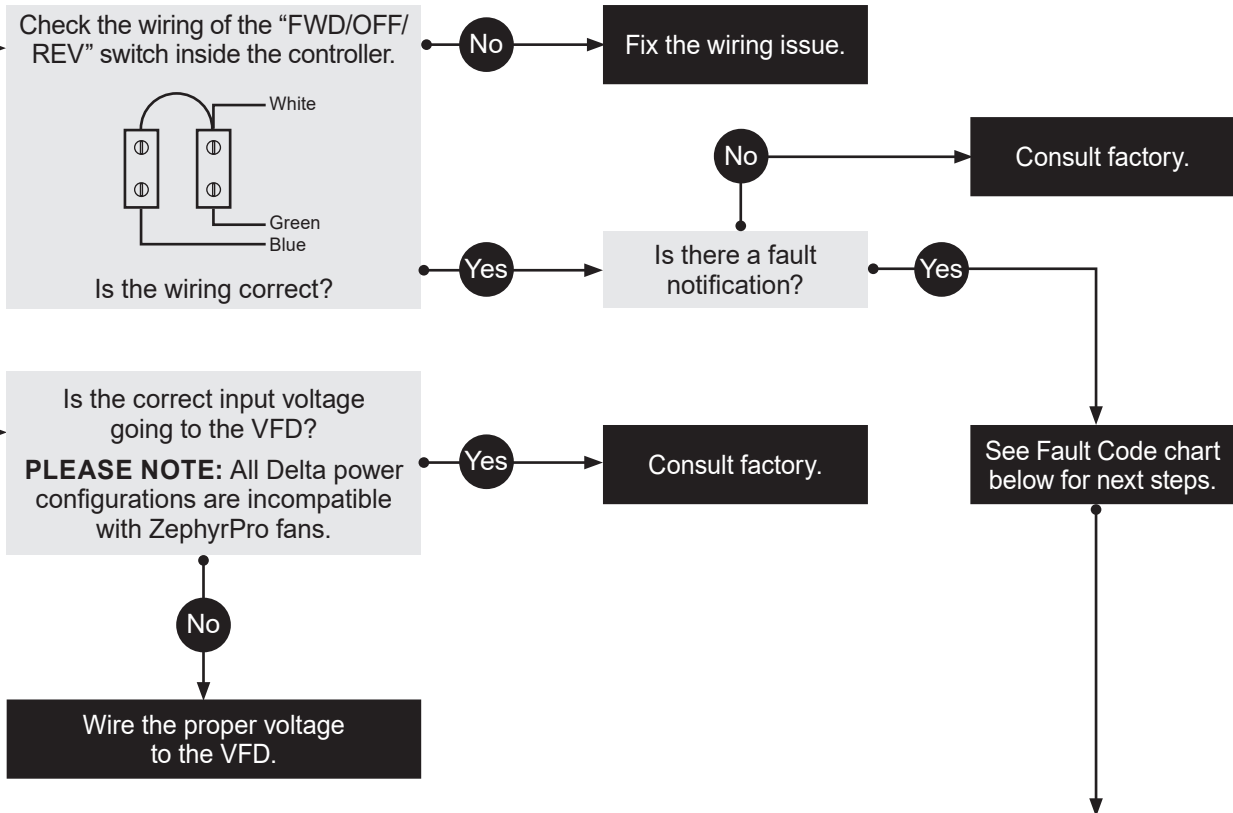 Check the wiring of the “FWD/OFF/
REV” switch inside the controller.
White
Green
Blue
Is the wiring correct?
No
Fix the wiring issue.
No
Consult factory.
Yes
Is there a fault
notification?
Yes
See Fault Code chart
below for next steps.
Is the correct input voltage
going to the VFD?
PLEASE NOTE: All Delta power
configurations are incompatible
with ZephyrPro fans.
Yes
Consult factory.
No
Wire the proper voltage
to the VFD.